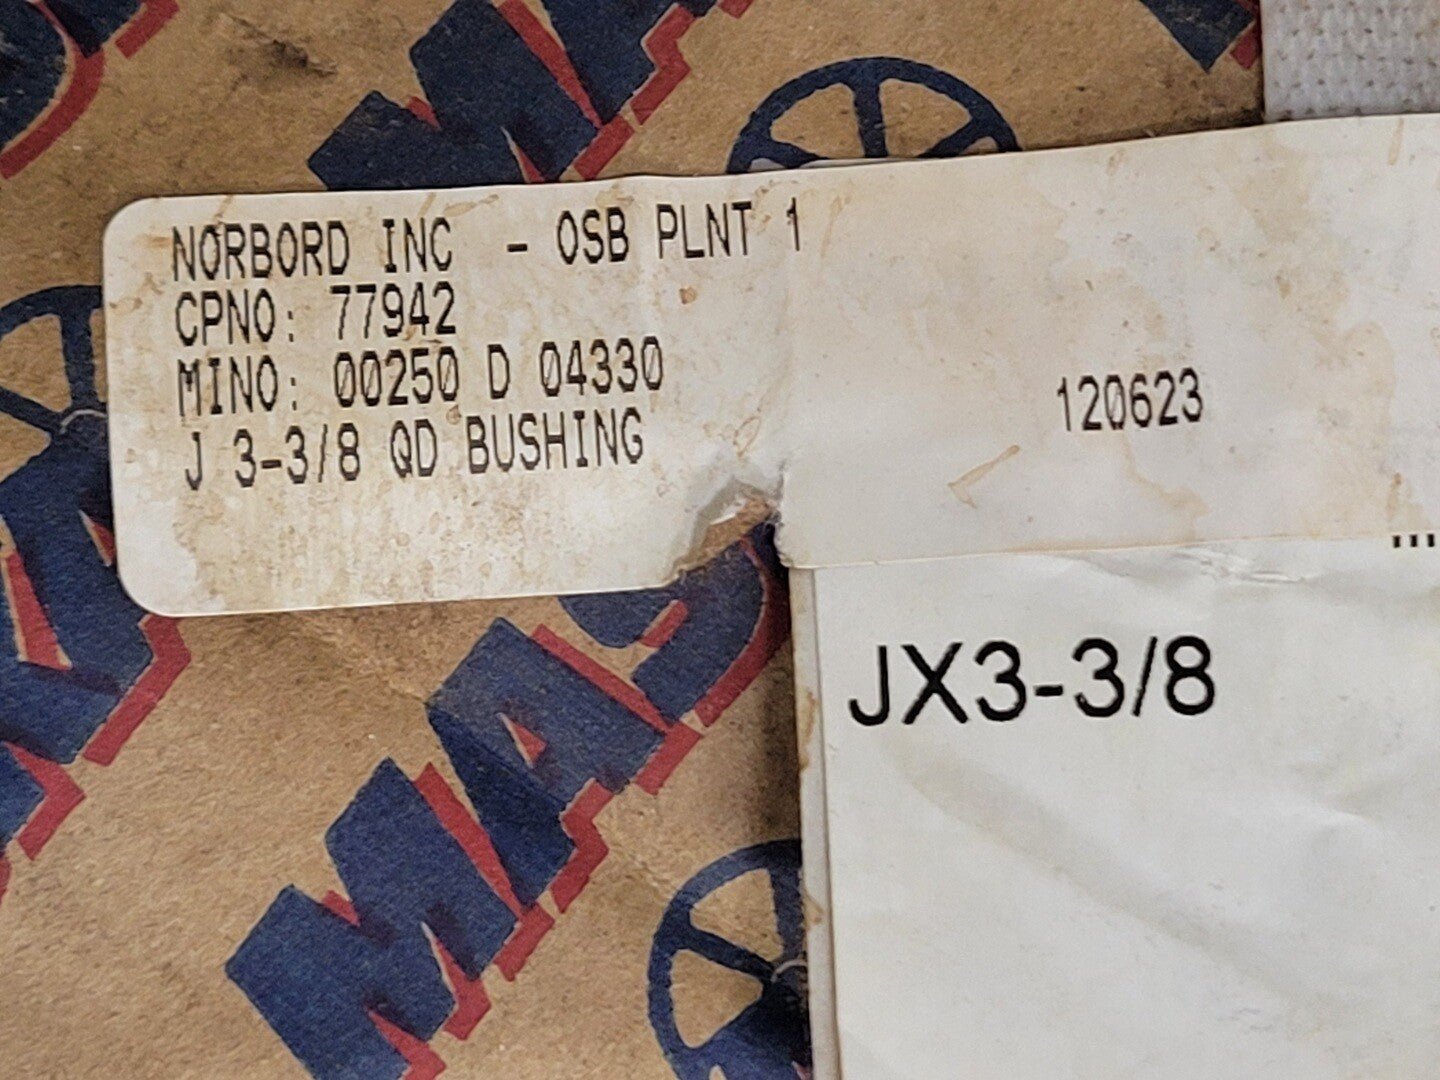 NORBORD INC - OSB PLNT 1
CPNO: 77942
MINO: 00250 D 04330
J 3-3/8 QD BUSHING
120623
JX3-3/8